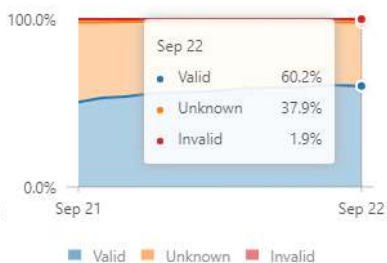 100.0%
Sep 22
Valid 60.2%
Unknown 37.9%
Invalid 1.9%
0.0%
Sep 21 Sep 22
Valid Unknown Invalid